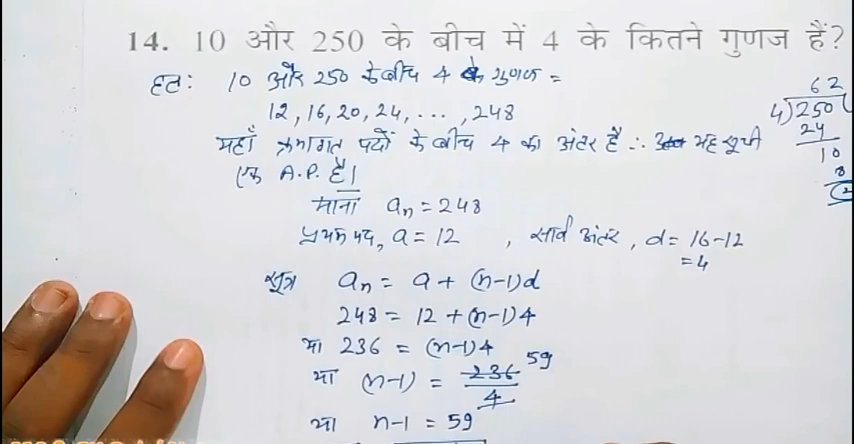 14. 10 और 250 के बीच में 4 के कितने गुणज हैं?
हल: 10 और 250 के बीच 4 के गुणज =
12, 16, 20, 24, ..., 248
यहाँ क्रमागत पदों के बीच 4 का अंतर है ∴ यह सूची
एक A.P. है।
माना aₙ = 248
प्रथम पद, a = 12 , सार्व अंतर, d = 16-12
= 4
सूत्र aₙ = a + (n-1)d
248 = 12 + (n-1)4
या 236 = (n-1)4
या (n-1) = 236/4 59
या n-1 = 59
62
4)250(
24
10
8
2